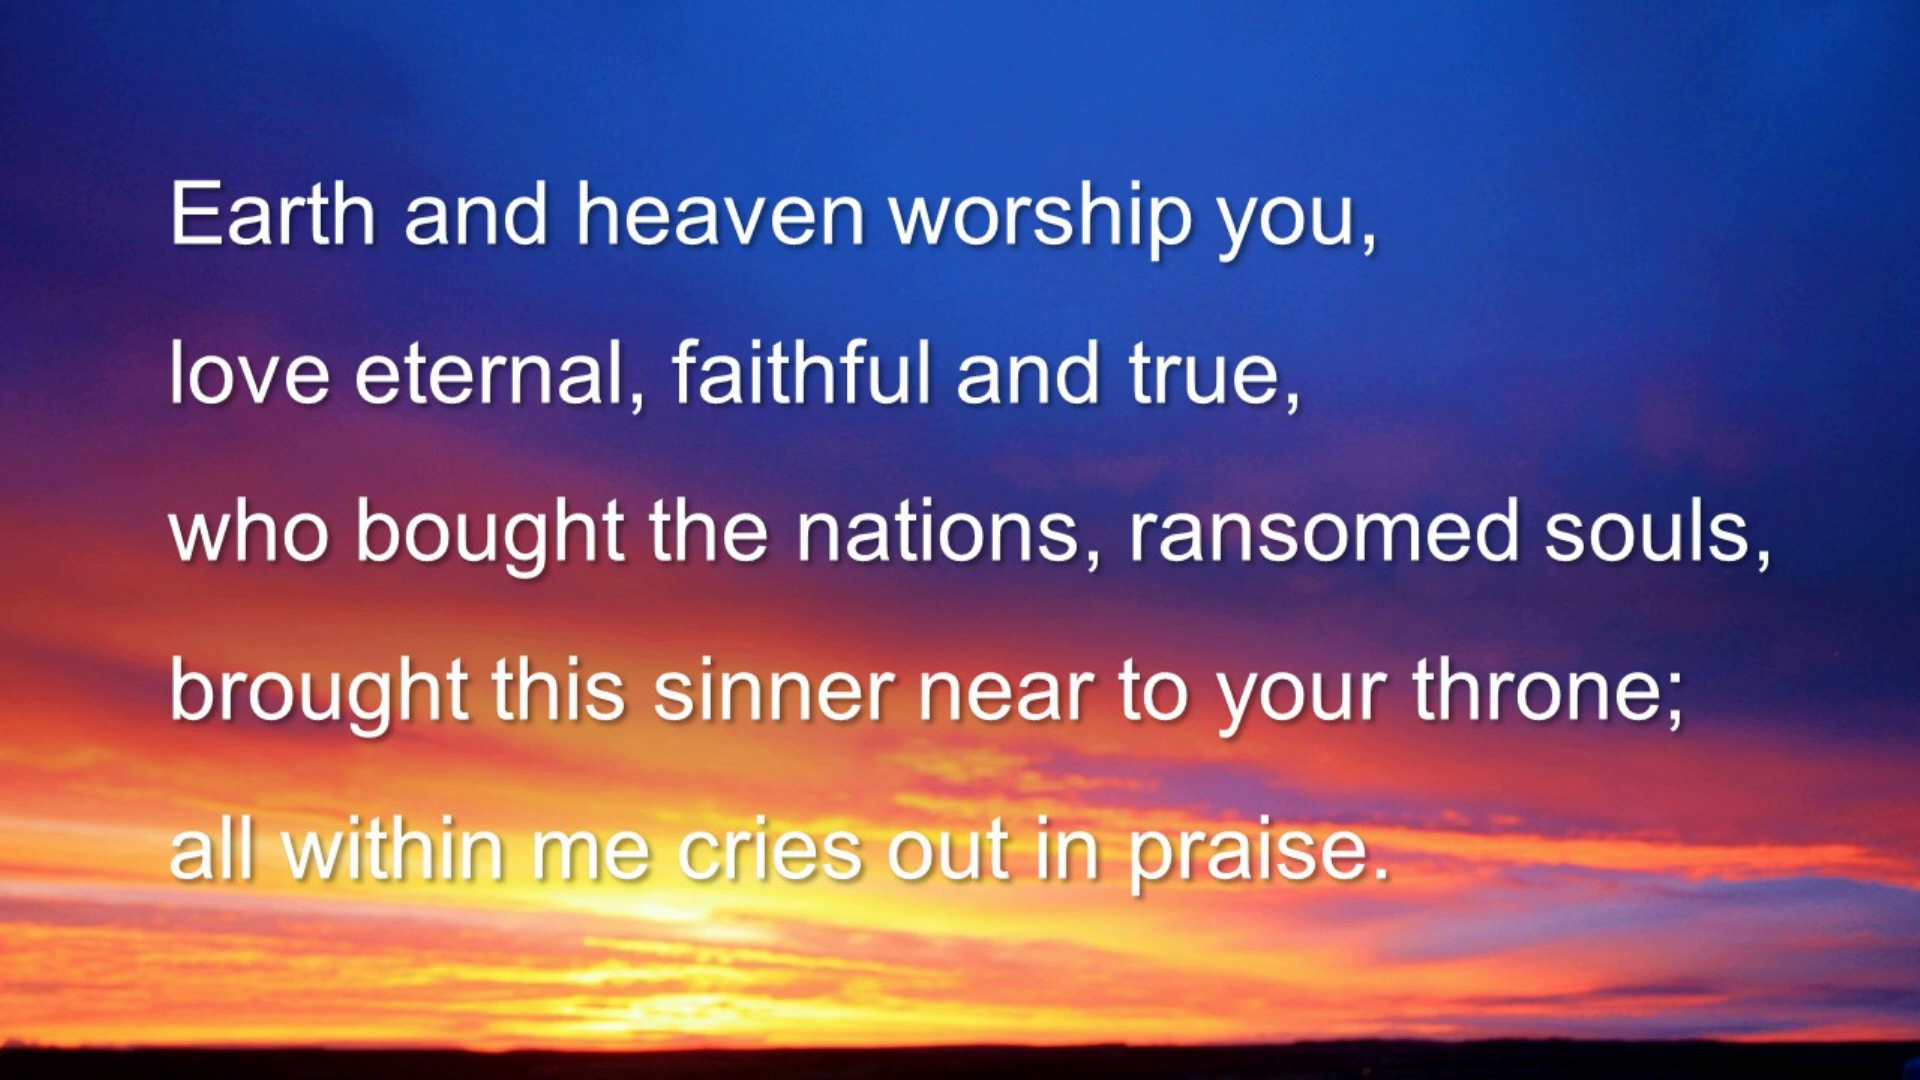 Earth and heaven worship you,
love eternal, faithful and true,
who bought the nations, ransomed souls,
brought this sinner near to your throne;
all within me cries out in praise.